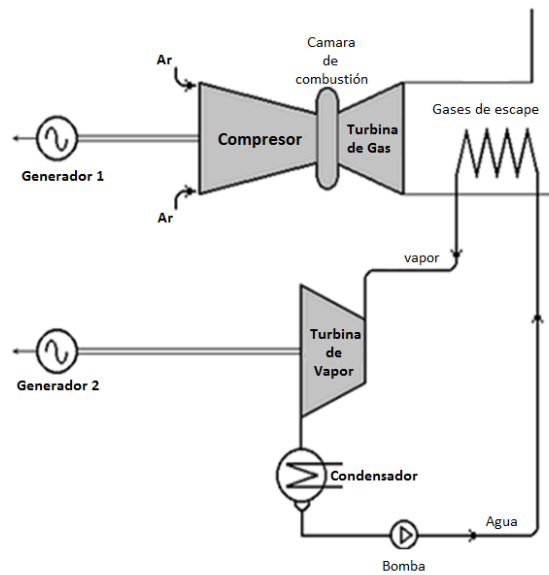 Camara
de
combustión
Ar
Compresor
Turbina
de Gas
Gases de escape
Generador 1
Ar
vapor
Turbina
de
Vapor
Generador 2
Condensador
Agua
Bomba